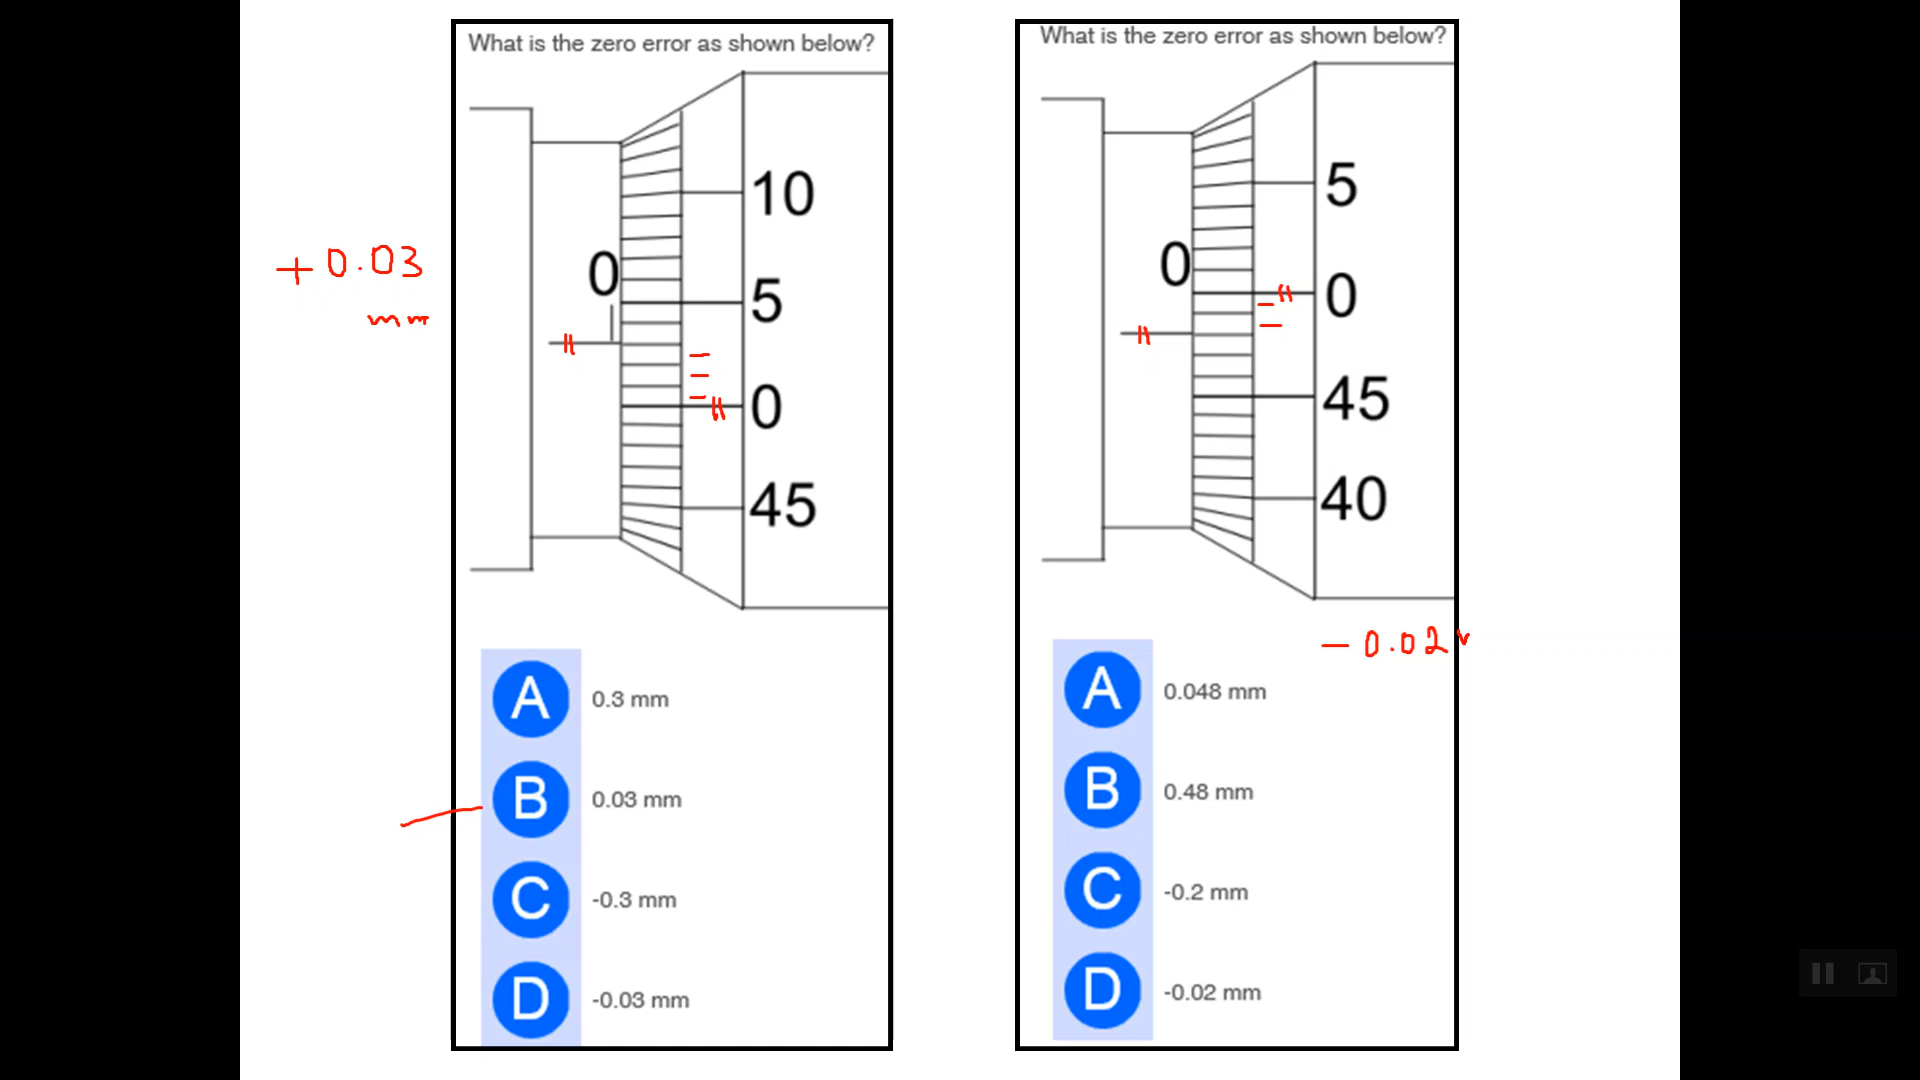 What is the zero error as shown below?
10
0
5
0
45
+ 0.03
mm
A 0.3 mm
B 0.03 mm
C -0.3 mm
D -0.03 mm
What is the zero error as shown below?
5
0
0
45
40
- 0.02
A 0.048 mm
B 0.48 mm
C -0.2 mm
D -0.02 mm